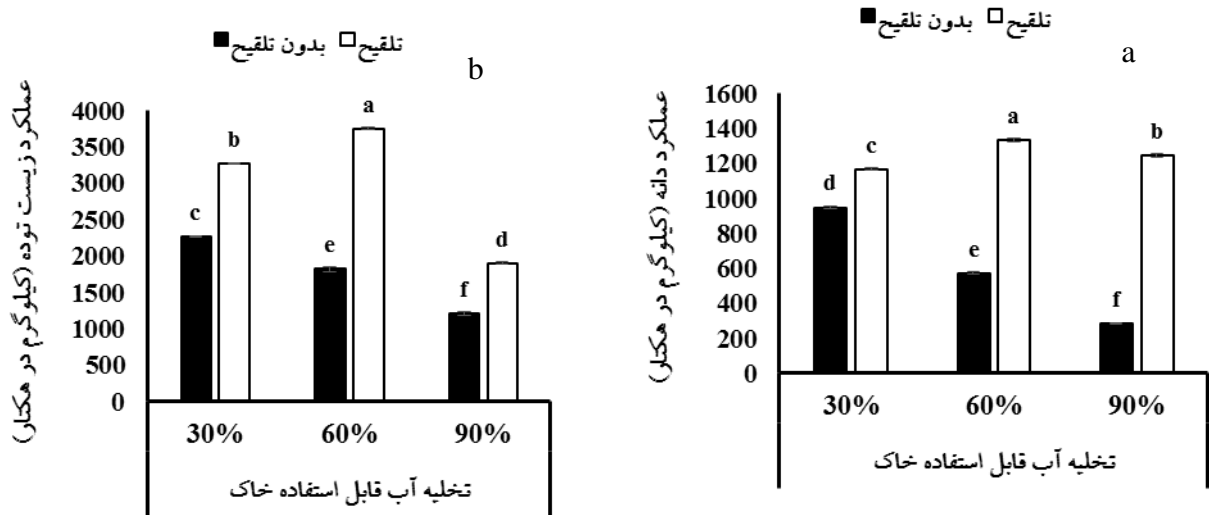 بدون تلقیح تلقیح
b
عملکرد زیست توده (کیلوگرم در هکتار)
4000
3500
3000
2500
2000
1500
1000
500
0
c b e a f d
30% 60% 90%
تخلیه آب قابل استفاده خاک
بدون تلقیح تلقیح
a
عملکرد دانه (کیلوگرم در هکتار)
1600
1400
1200
1000
800
600
400
200
0
d c e a f b
30% 60% 90%
تخلیه آب قابل استفاده خاک